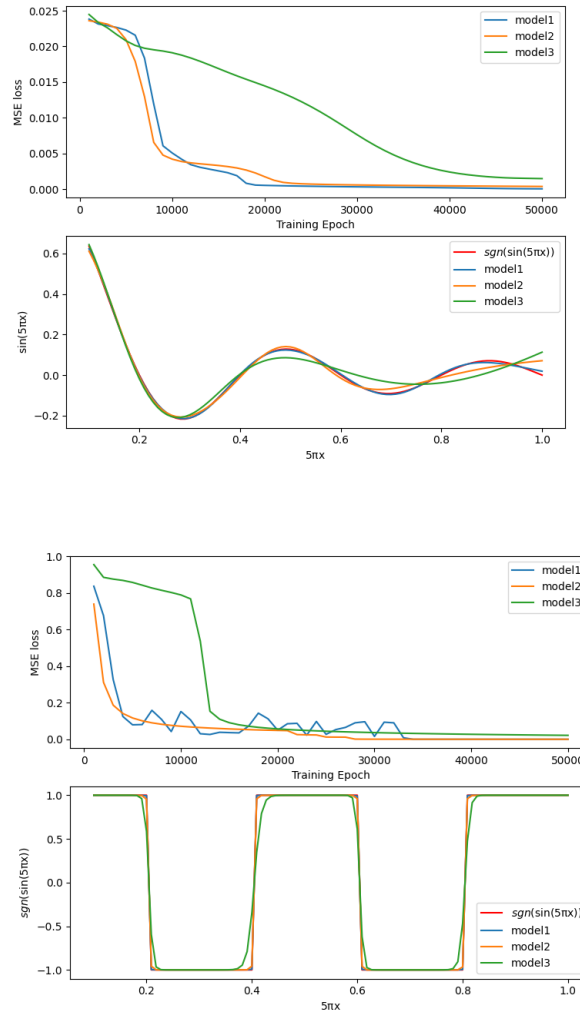 0.025
0.020
0.015
0.010
0.005
0.000
MSE loss
model1
model2
model3
0 10000 20000 30000 40000 50000
Training Epoch
0.6
0.4
0.2
0.0
−0.2
sin(5πx)
sgn(sin(5πx))
model1
model2
model3
0.2 0.4 0.6 0.8 1.0
5πx
1.0
0.8
0.6
0.4
0.2
0.0
MSE loss
model1
model2
model3
0 10000 20000 30000 40000 50000
Training Epoch
1.0
0.5
0.0
−0.5
−1.0
sgn(sin(5πx))
sgn(sin(5πx))
model1
model2
model3
0.2 0.4 0.6 0.8 1.0
5πx